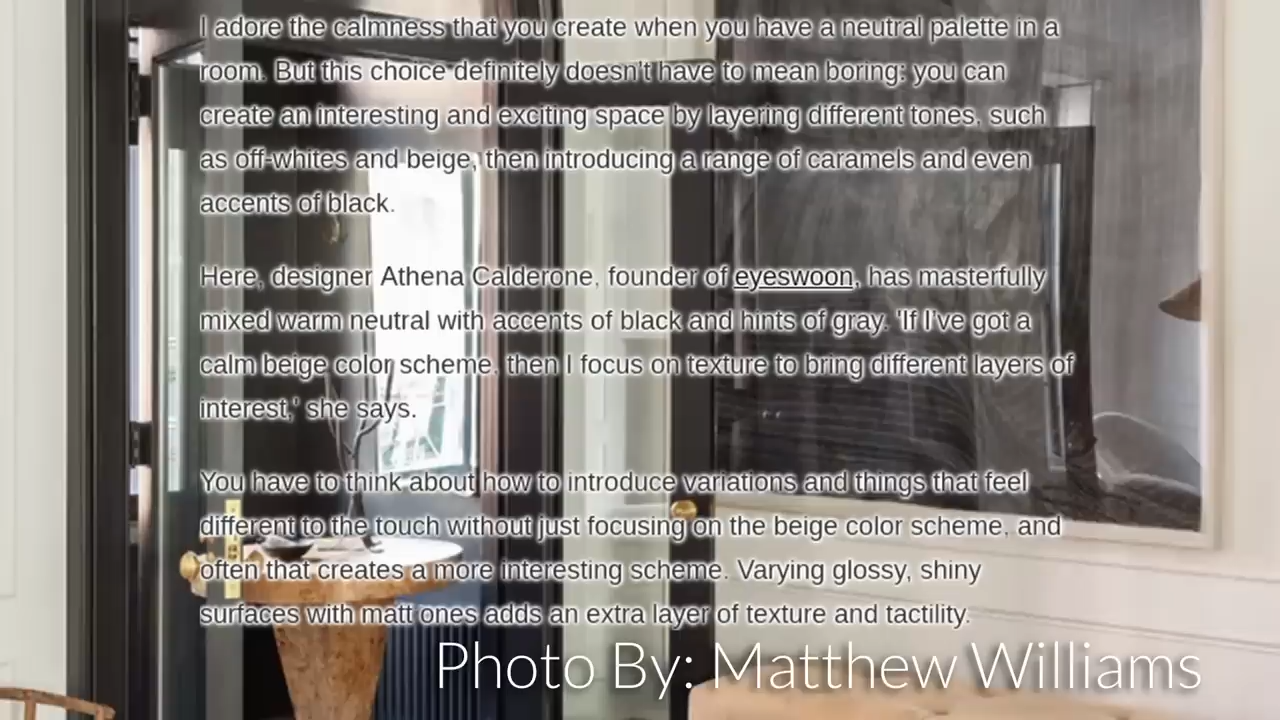 I adore the calmness that you create when you have a neutral palette in a
room. But this choice definitely doesn't have to mean boring: you can
create an interesting and exciting space by layering different tones, such
as off-whites and beige, then introducing a range of caramels and even
accents of black.
Here, designer Athena Calderone, founder of eyeswoon, has masterfully
mixed warm neutral with accents of black and hints of gray. 'If I've got a
calm beige color scheme, then I focus on texture to bring different layers of
interest,' she says.
You have to think about how to introduce variations and things that feel
different to the touch without just focusing on the beige color scheme, and
often that creates a more interesting scheme. Varying glossy, shiny
surfaces with matt ones adds an extra layer of texture and tactility.
Photo By: Matthew Williams